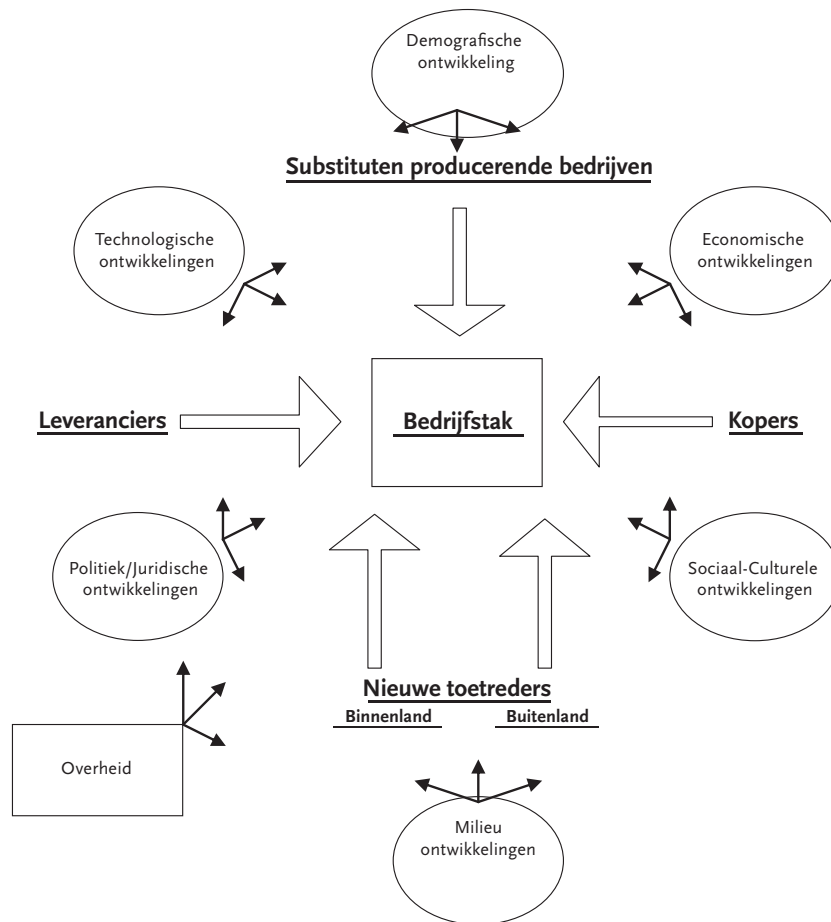 Demografische
ontwikkeling
Substituten producerende bedrijven
Technologische
ontwikkelingen
Economische
ontwikkelingen
Leveranciers
Bedrijfstak
Kopers
Politiek/Juridische
ontwikkelingen
Sociaal-Culturele
ontwikkelingen
Nieuwe toetreders
Binnenland
Buitenland
Overheid
Milieu
ontwikkelingen